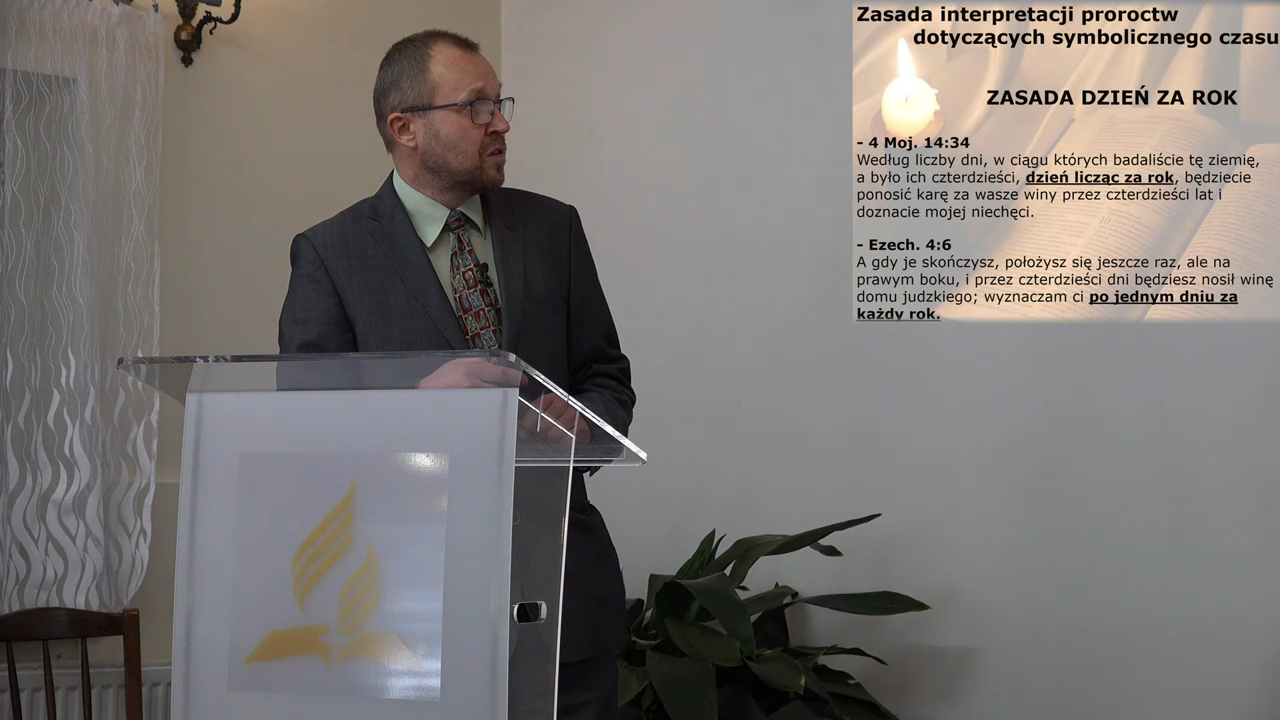 Zasada interpretacji proroctw
dotyczących symbolicznego czasu
ZASADA DZIEŃ ZA ROK
- 4 Moj. 14:34
Według liczby dni, w ciągu których badaliście tę ziemię,
a było ich czterdzieści, dzień licząc za rok, będziecie
ponosić karę za wasze winy przez czterdzieści lat i
doznacie mojej niechęci.
- Ezech. 4:6
A gdy je skończysz, położysz się jeszcze raz, ale na
prawym boku, i przez czterdzieści dni będziesz nosił winę
domu judzkiego; wyznaczam ci po jednym dniu za
każdy rok.